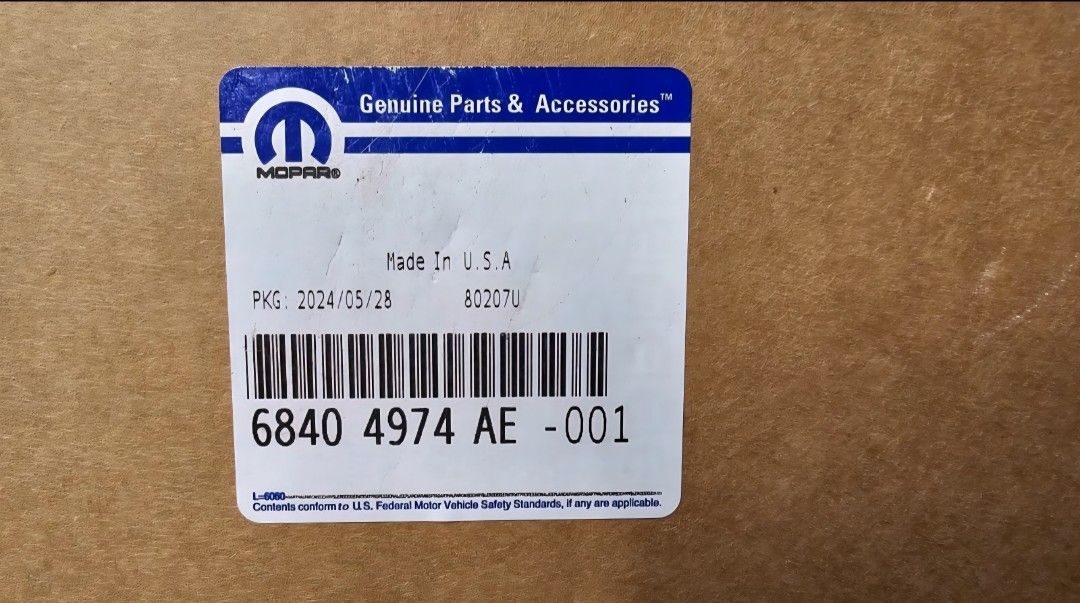 Genuine Parts & Accessories™
MOPAR®
Made In U.S.A
PKG: 2024/05/28 80207U
6840 4974 AE -001
L=6060
Contents conform to U.S. Federal Motor Vehicle Safety Standards, if any are applicable.